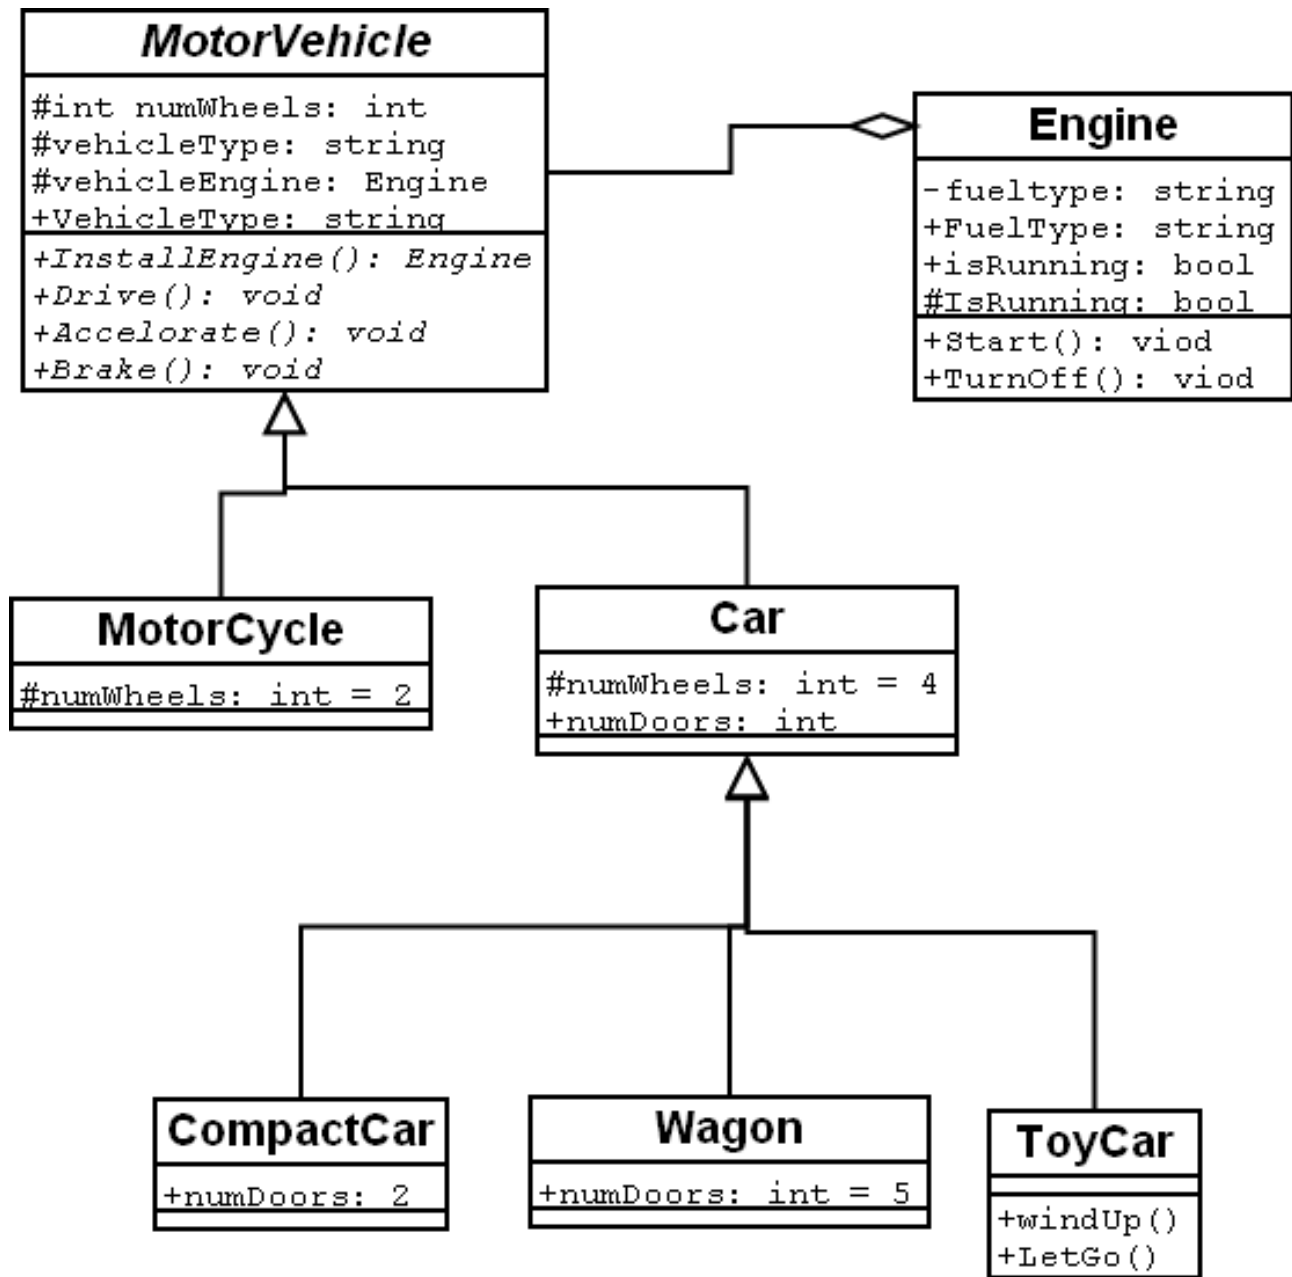 MotorVehicle
#int numWheels: int
#vehicleType: string
#vehicleEngine: Engine
+VehicleType: string
+InstallEngine(): Engine
+Drive(): void
+Accelorate(): void
+Brake(): void
Engine
-fueltype: string
+FuelType: string
+isRunning: bool
#IsRunning: bool
+Start(): viod
+TurnOff(): viod
MotorCycle
#numWheels: int = 2
Car
#numWheels: int = 4
+numDoors: int
CompactCar
+numDoors: 2
Wagon
+numDoors: int = 5
ToyCar
+windUp()
+LetGo()